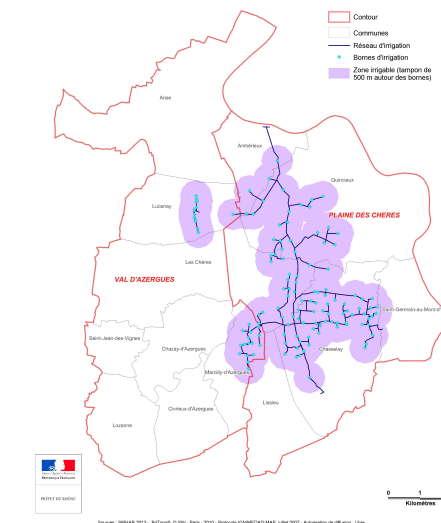 Contour
Communes
Réseau d'irrigation
Bornes d'irrigation
Zone irrigable (tampon de
500 m autour des bornes)
Anse
Ambérieux
Quincieux
Lucenay
PLAINE DES CHERES
Les Chères
VAL D'AZERGUES
Saint-Germain-au-Mont-d'
Saint-Jean-des-Vignes
Chazay-d'Azergues
Chasselay
Marcilly-d'Azergues
Lissieu
Civrieux-d'Azergues
Lozanne
RÉPUBLIQUE FRANÇAISE
PRÉFET DU RHÔNE
0 1
Kilomètres